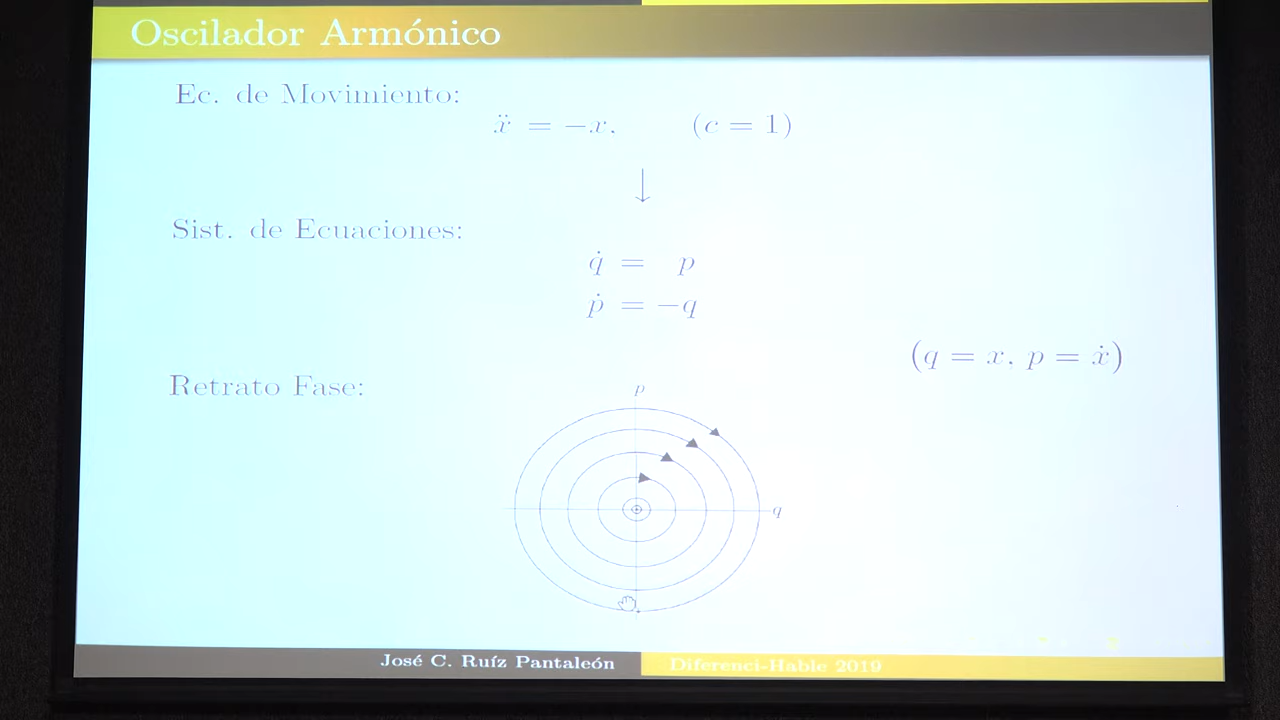 Oscilador Armónico
Ec. de Movimiento:
ẍ = −x, (c = 1)
↓
Sist. de Ecuaciones:
q̇ = p
ṗ = −q
(q = x, p = ẋ)
Retrato Fase:
p
q
José C. Ruíz Pantaleón Diferenci-Hable 2019